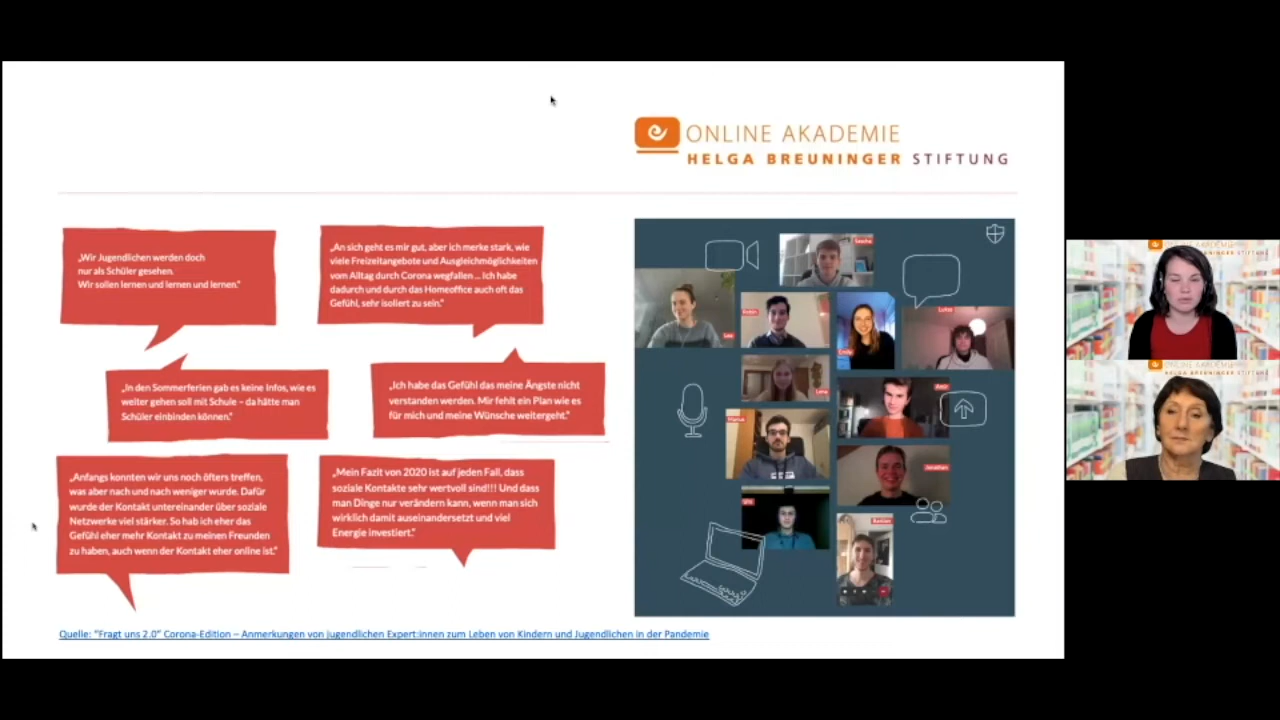 ONLINE AKADEMIE
HELGA BREUNINGER STIFTUNG
„Wir Jugendlichen werden doch
nur als Schüler gesehen.
Wir sollen lernen und lernen und lernen.“
„An sich geht es mir gut, aber ich merke stark, wie
viele Freizeitangebote und Ausgleichmöglichkeiten
vom Alltag durch Corona wegfallen ... Ich habe
dadurch und durch das Homeoffice auch oft das
Gefühl, sehr isoliert zu sein.“
„In den Sommerferien gab es keine Infos, wie es
weiter gehen soll mit Schule – da hätte man
Schüler einbinden können.“
„Ich habe das Gefühl das meine Ängste nicht
verstanden werden. Mir fehlt ein Plan wie es
für mich und meine Wünsche weitergeht.“
„Anfangs konnten wir uns noch öfters treffen,
was aber nach und nach weniger wurde. Dafür
wurde der Kontakt untereinander über soziale
Netzwerke viel stärker. So hab ich eher das
Gefühl eher mehr Kontakt zu meinen Freunden
zu haben, auch wenn der Kontakt eher online ist.“
„Mein Fazit von 2020 ist auf jeden Fall, dass
soziale Kontakte sehr wertvoll sind!!! Und dass
man Dinge nur verändern kann, wenn man sich
wirklich damit auseinandersetzt und viel
Energie investiert.“
Lea
Emily
Lukas
Lena
Jonathan
Quelle: "Fragt uns 2.0" Corona-Edition – Anmerkungen von jugendlichen Expert:innen zum Leben von Kindern und Jugendlichen in der Pandemie